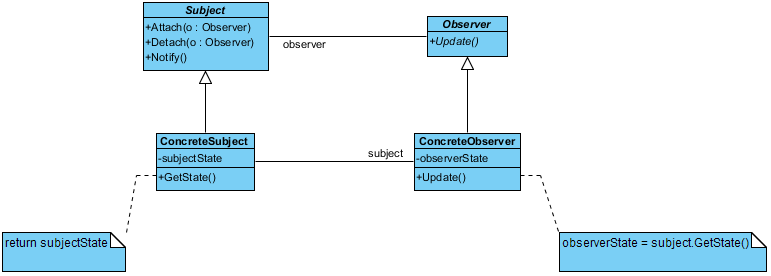 Subject
+Attach(o : Observer)
+Detach(o : Observer)
+Notify()
observer
Observer
+Update()
ConcreteSubject
-subjectState
+GetState()
subject
ConcreteObserver
-observerState
+Update()
return subjectState
observerState = subject.GetState()